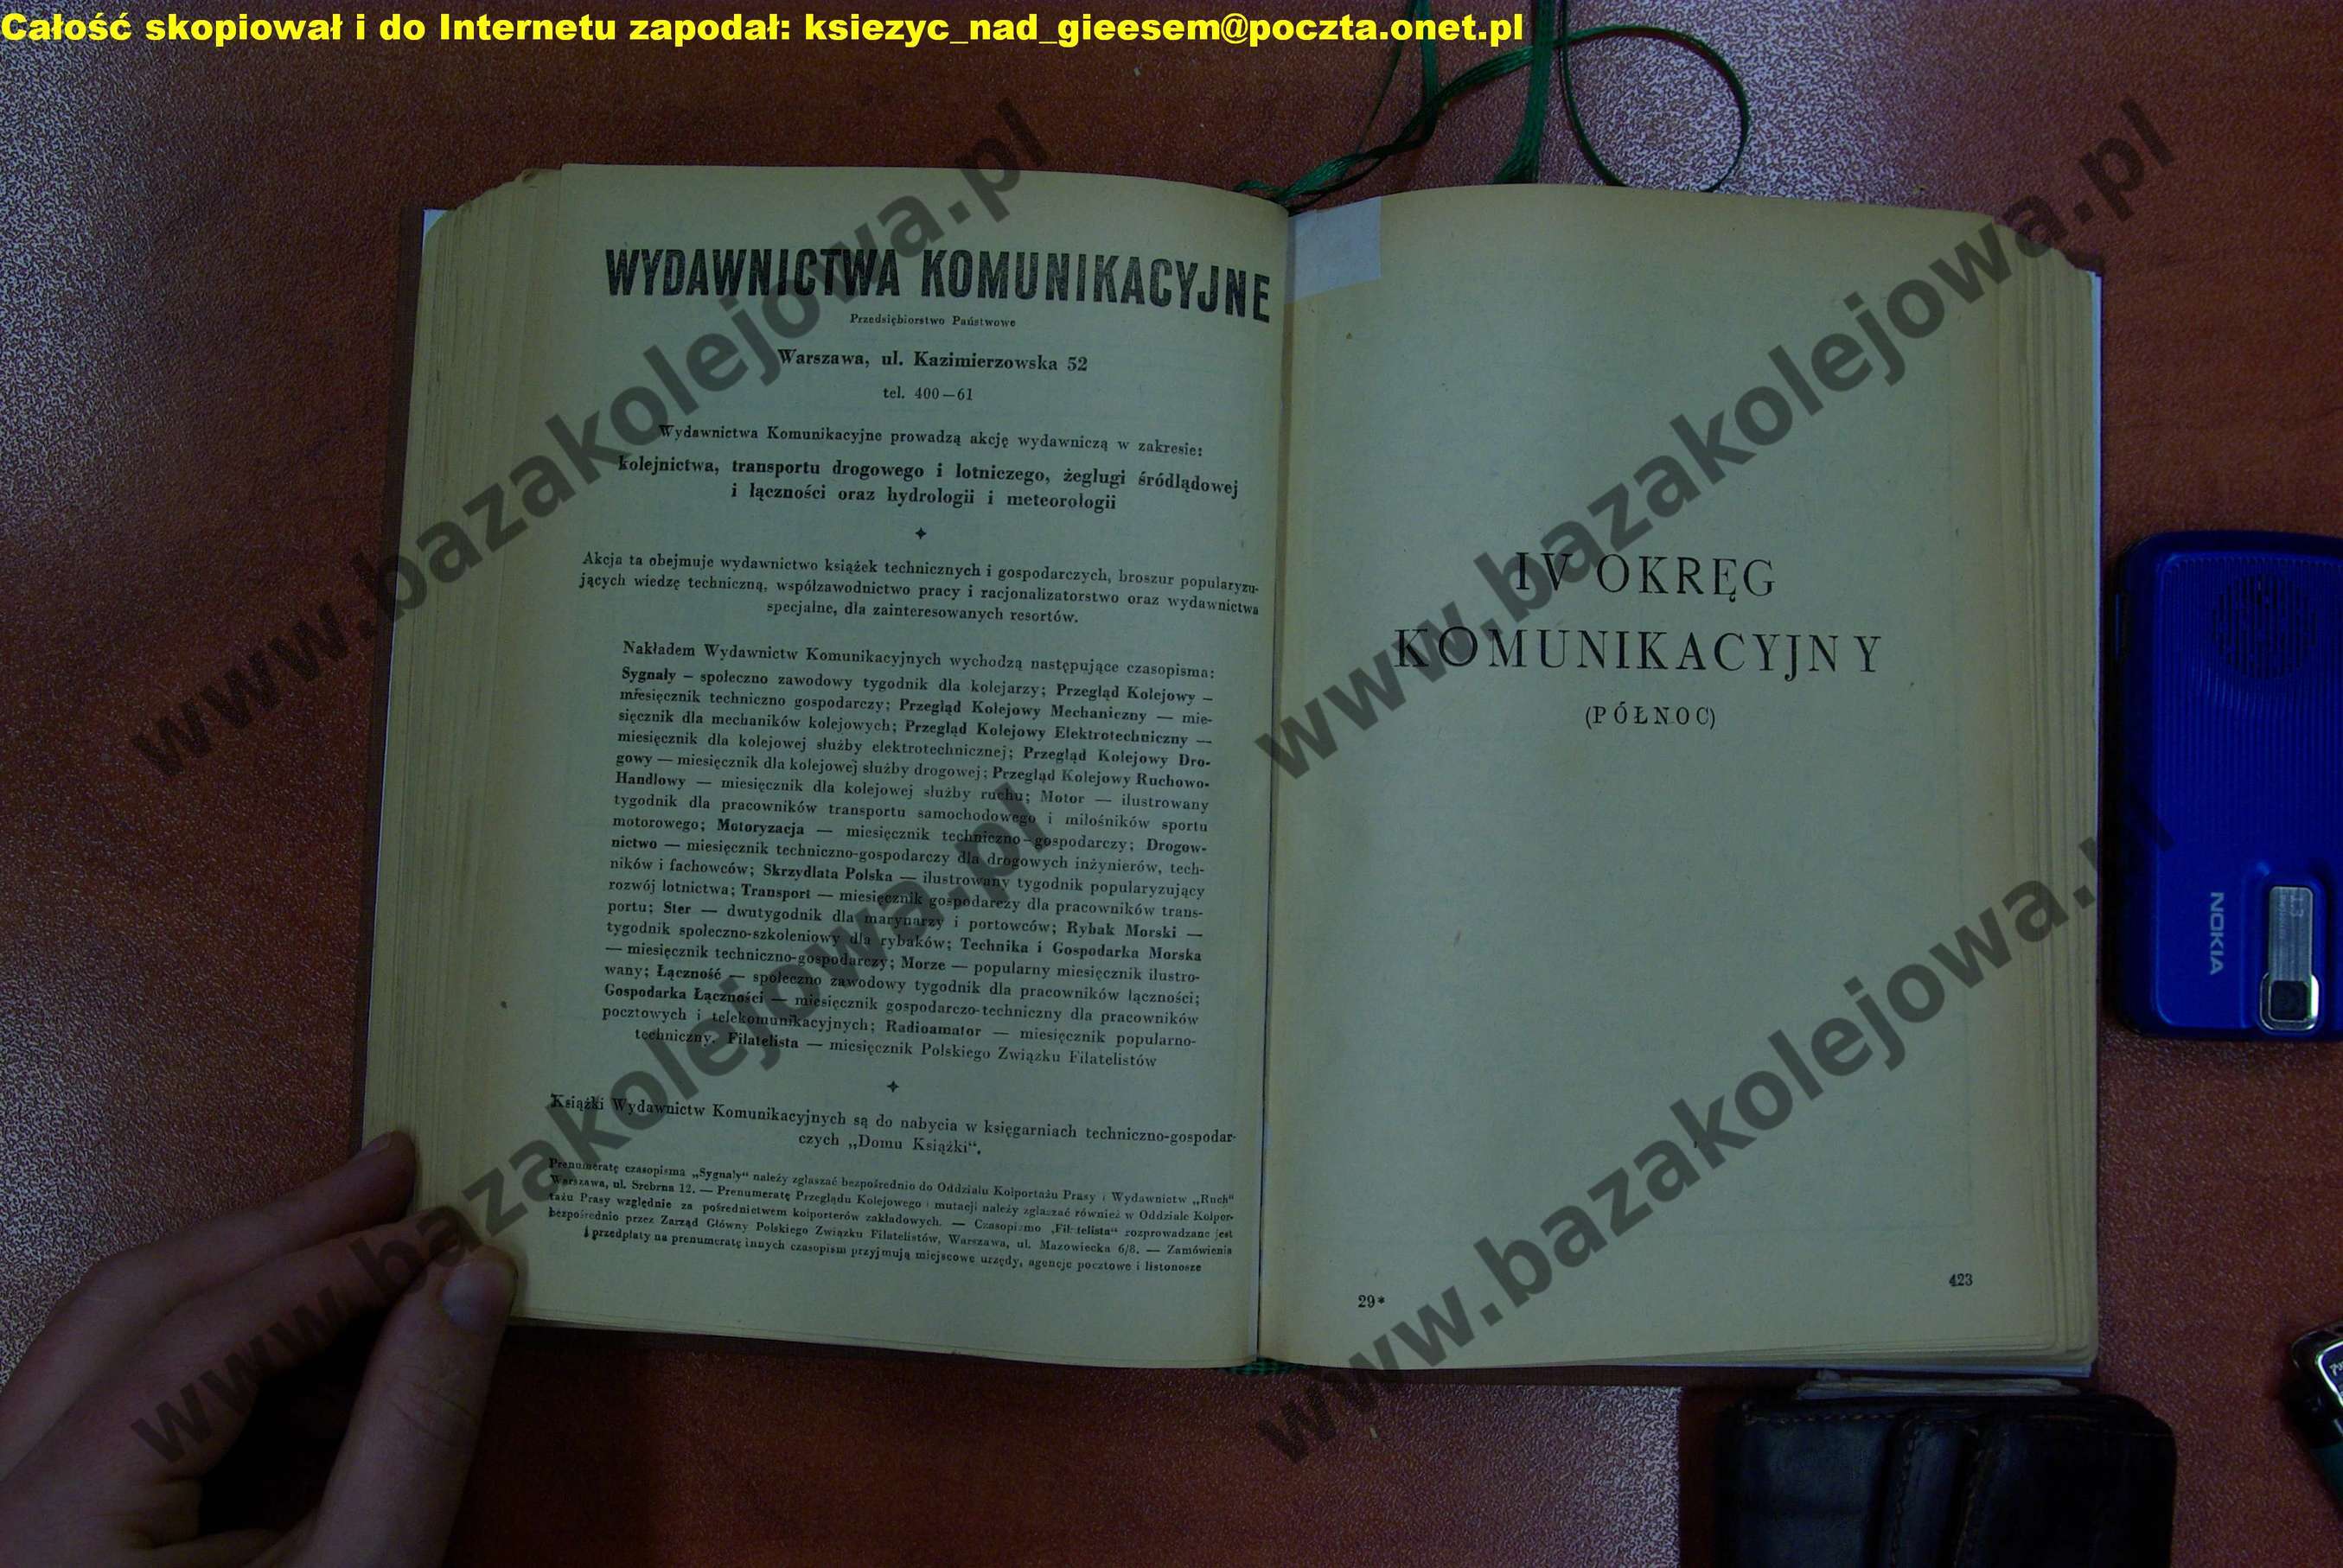 Całość skopiował i do Internetu zapodał: ksiezyc_nad_gieesem@poczta.onet.pl
WYDAWNICTWA KOMUNIKACYJNE
Przedsiębiorstwo Państwowe
Warszawa, ul. Kazimierzowska 52
tel. 400—61
Wydawnictwa Komunikacyjne prowadzą akcję wydawniczą w zakresie:
kolejnictwa, transportu drogowego i lotniczego, żeglugi śródlądowej
i łączności oraz hydrologii i meteorologii
Akcja ta obejmuje wydawnictwo książek technicznych i gospodarczych, broszur popularyzu-
jących wiedzę techniczną, współzawodnictwo pracy i racjonalizatorstwo oraz wydawnictwa
specjalne, dla zainteresowanych resortów.
Nakładem Wydawnictw Komunikacyjnych wychodzą następujące czasopisma:
Sygnały – społeczno zawodowy tygodnik dla kolejarzy; Przegląd Kolejowy –
miesięcznik techniczno gospodarczy; Przegląd Kolejowy Mechaniczny — mie-
sięcznik dla mechaników kolejowych; Przegląd Kolejowy Elektrotechniczny —
miesięcznik dla kolejowej służby elektrotechnicznej; Przegląd Kolejowy Dro-
gowy — miesięcznik dla kolejowej służby drogowej; Przegląd Kolejowy Ruchowo-
Handlowy — miesięcznik dla kolejowej służby ruchu; Motor — ilustrowany
tygodnik dla pracowników transportu samochodowego i miłośników sportu
motorowego; Motoryzacja — miesięcznik techniczno-gospodarczy; Drogow-
nictwo — miesięcznik techniczno-gospodarczy dla drogowych inżynierów, tech-
ników i fachowców; Skrzydlata Polska — ilustrowany tygodnik popularyzujący
rozwój lotnictwa; Transport — miesięcznik gospodarczy dla pracowników trans-
portu; Ster — dwutygodnik dla marynarzy i portowców; Rybak Morski —
tygodnik społeczno-szkoleniowy dla rybaków; Technika i Gospodarka Morska
— miesięcznik techniczno-gospodarczy; Morze — popularny miesięcznik ilustro-
wany; Łączność — społeczno zawodowy tygodnik dla pracowników łączności;
Gospodarka Łączności — miesięcznik gospodarczo-techniczny dla pracowników
pocztowych i telekomunikacyjnych; Radioamator — miesięcznik popularno-
techniczny. Filatelista — miesięcznik Polskiego Związku Filatelistów
Książki Wydawnictw Komunikacyjnych są do nabycia w księgarniach techniczno-gospodar-
czych „Domu Książki“.
Prenumeratę czasopisma „Sygnały“ należy zgłaszać bezpośrednio do Oddziału Kolportażu Prasy i Wydawnictw „Ruch“
Warszawa, ul. Srebrna 12. — Prenumeratę Przeglądu Kolejowego i mutacji należy zgłaszać również w Oddziale Kolpor-
tażu Prasy względnie za pośrednictwem kolporterów zakładowych. — Czasopismo „Filatelista“ rozprowadzane jest
bezpośrednio przez Zarząd Główny Polskiego Związku Filatelistów, Warszawa, ul. Mazowiecka 6/8. — Zamówienia
i przedpłaty na prenumeratę innych czasopism przyjmują miejscowe urzędy, agencje pocztowe i listonosze
IV OKRĘG
KOMUNIKACYJNY
(PÓŁNOC)
29*
423
NOKIA
www.bazakolejowa.pl
www.bazakolejowa.pl
www.bazakolejowa.pl
www.bazakolejowa.pl